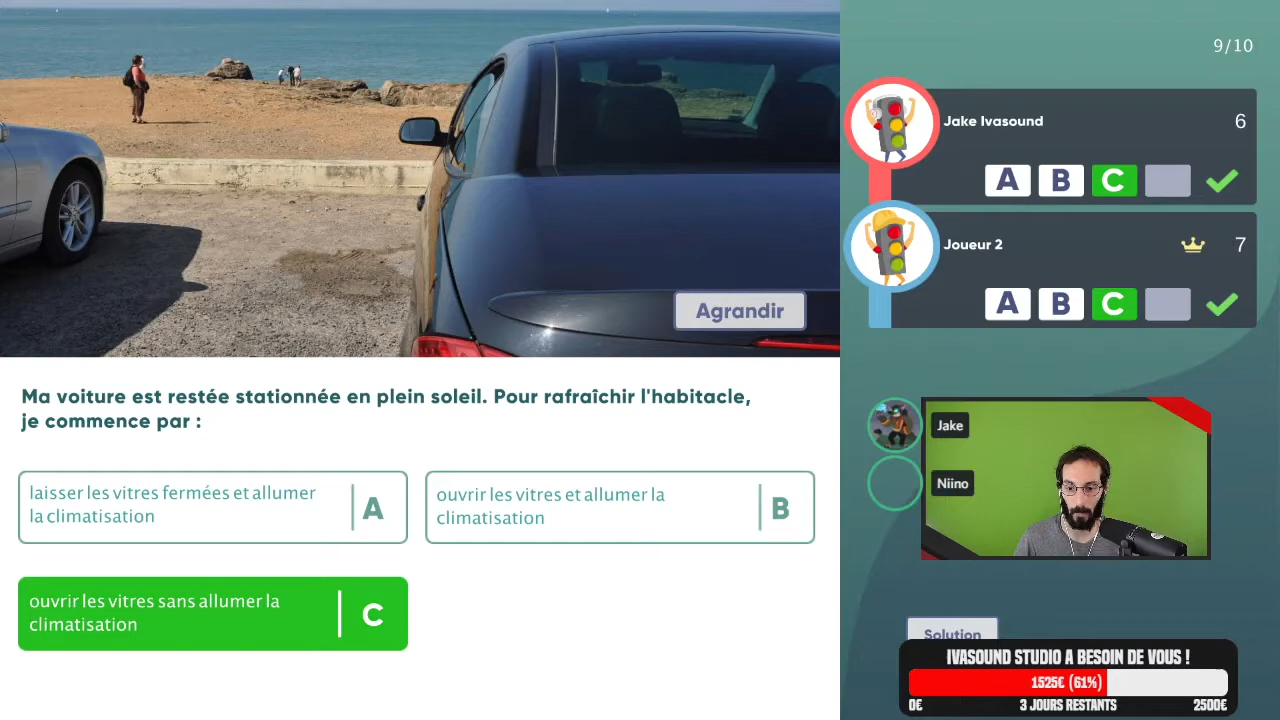 9/10
Jake Ivasound
6
A B C
Joueur 2
7
A B C
Agrandir
Ma voiture est restée stationnée en plein soleil. Pour rafraîchir l'habitacle,
je commence par :
laisser les vitres fermées et allumer
la climatisation
A
ouvrir les vitres et allumer la
climatisation
B
ouvrir les vitres sans allumer la
climatisation
C
Jake
Niino
Solution
IVASOUND STUDIO A BESOIN DE VOUS !
1525€ (61%)
0€ 3 JOURS RESTANTS 2500€